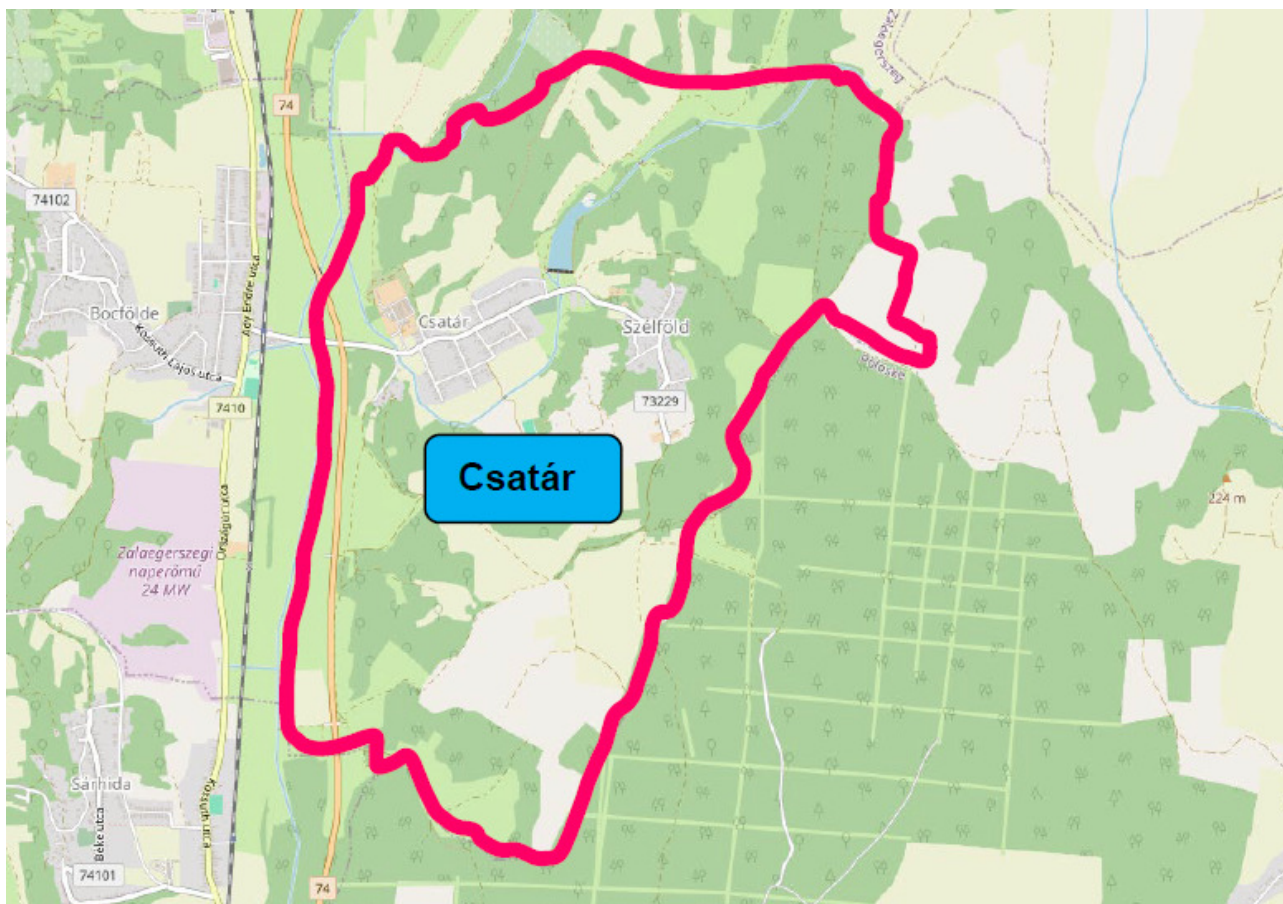 Zalaegerszeg
74
74102
Bocfölde
Ady Endre utca
Kossuth Lajos utca
Csatár
Szélföld
73229
7410
Csatár
Országút utca
Zalaegerszegi
naperőmű
24 MW
224 m
Sárhida
Béke utca
Kossuth utca
74101
74